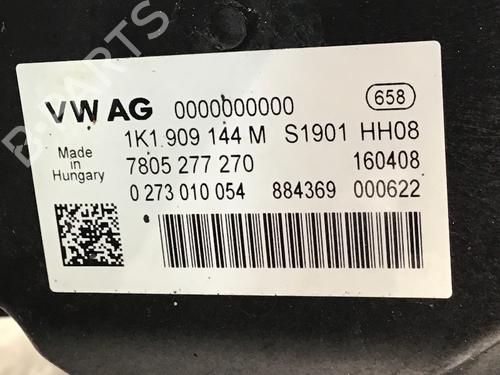 VW AG 0000000000 658
1K1 909 144 M S1901 HH08
Made in Hungary
7805 277 270 160408
0 273 010 054 884369 000622
B-PARTS